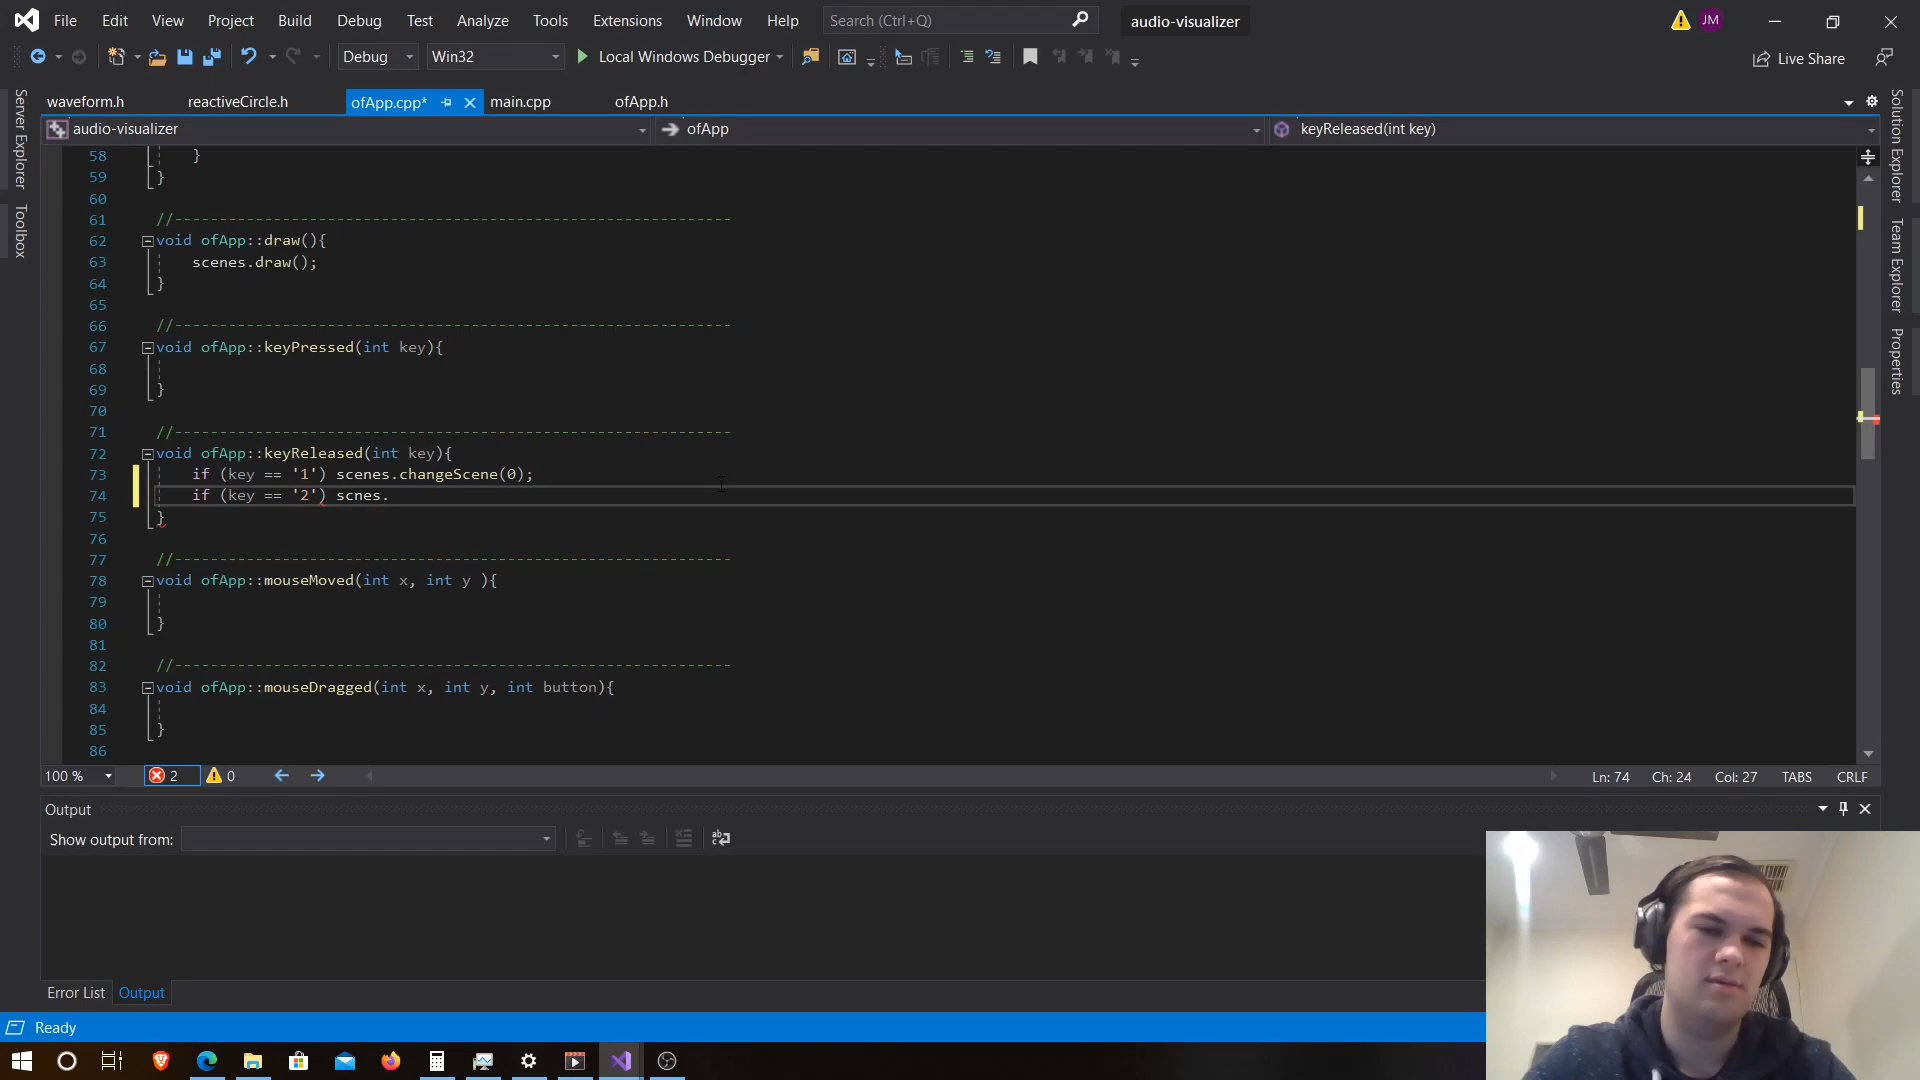 File Edit View Project Build Debug Test Analyze Tools Extensions Window Help Search (Ctrl+Q) audio-visualizer JM
Debug Win32 Local Windows Debugger Live Share
waveform.h reactiveCircle.h ofApp.cpp* main.cpp ofApp.h
audio-visualizer ofApp keyReleased(int key)
Server Explorer
Toolbox
Solution Explorer
Team Explorer
Properties
58 }
59 }
60
61 //--------------------------------------------------------------
62 void ofApp::draw(){
63 scenes.draw();
64 }
65
66 //--------------------------------------------------------------
67 void ofApp::keyPressed(int key){
68
69 }
70
71 //--------------------------------------------------------------
72 void ofApp::keyReleased(int key){
73 if (key == '1') scenes.changeScene(0);
74 if (key == '2') scnes.
75 }
76
77 //--------------------------------------------------------------
78 void ofApp::mouseMoved(int x, int y ){
79
80 }
81
82 //--------------------------------------------------------------
83 void ofApp::mouseDragged(int x, int y, int button){
84
85 }
86
100 % 2 0 Ln: 74 Ch: 24 Col: 27 TABS CRLF
Output
Show output from:
Error List Output
Ready